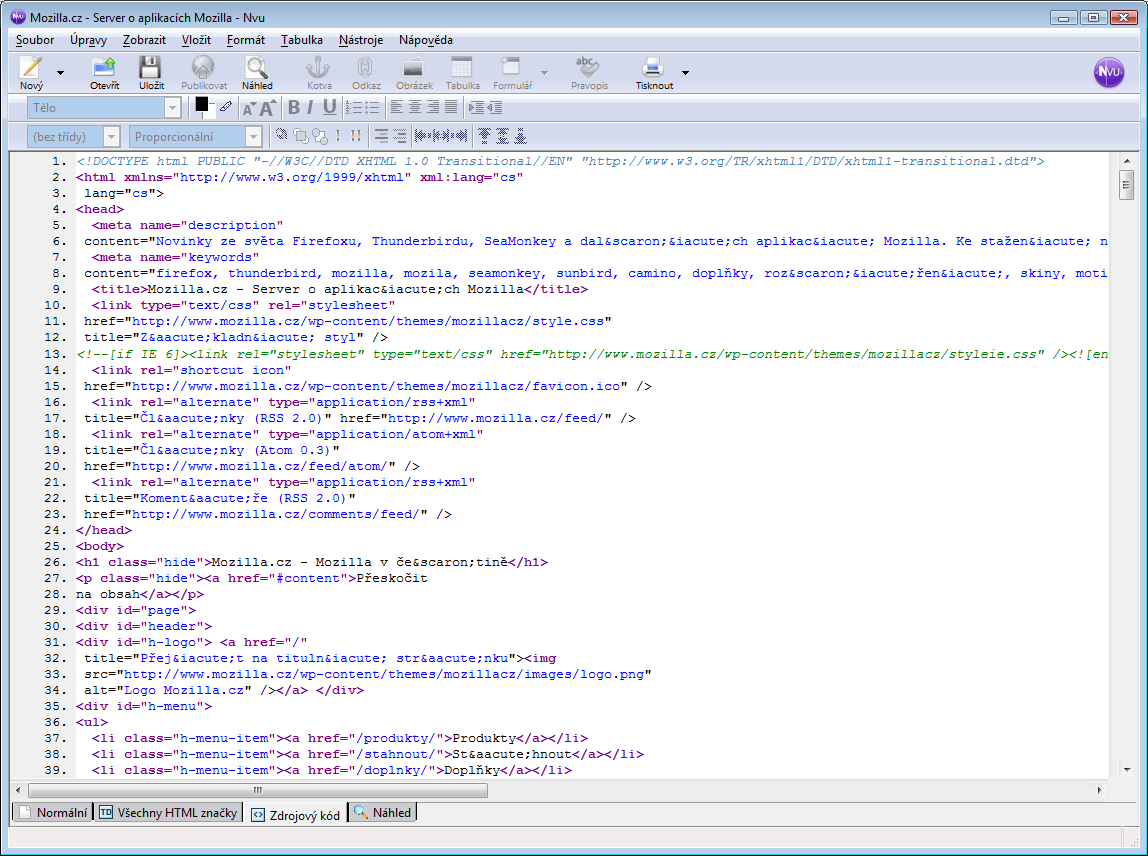 Mozilla.cz - Server o aplikacích Mozilla - Nvu
Soubor Úpravy Zobrazit Vložit Formát Tabulka Nástroje Nápověda
Nový Otevřít Uložit Publikovat Náhled Kotva Odkaz Obrázek Tabulka Formulář Pravopis Tisknout
Tělo
(bez třídy) Proporcionální
1. <!DOCTYPE html PUBLIC "-//W3C//DTD XHTML 1.0 Transitional//EN" "http://www.w3.org/TR/xhtml1/DTD/xhtml1-transitional.dtd">
2. <html xmlns="http://www.w3.org/1999/xhtml" xml:lang="cs"
3. lang="cs">
4. <head>
5. <meta name="description"
6. content="Novinky ze světa Firefoxu, Thunderbirdu, SeaMonkey a dal&scaron;&iacute;ch aplikac&iacute; Mozilla. Ke stažen&iacute; n
7. <meta name="keywords"
8. content="firefox, thunderbird, mozilla, mozila, seamonkey, sunbird, camino, doplňky, roz&scaron;&iacute;řen&iacute;, skiny, moti
9. <title>Mozilla.cz - Server o aplikac&iacute;ch Mozilla</title>
10. <link type="text/css" rel="stylesheet"
11. href="http://www.mozilla.cz/wp-content/themes/mozillacz/style.css"
12. title="Z&aacute;kladn&iacute; styl" />
13. <!--[if IE 6]><link rel="stylesheet" type="text/css" href="http://www.mozilla.cz/wp-content/themes/mozillacz/styleie.css" /><![en
14. <link rel="shortcut icon"
15. href="http://www.mozilla.cz/wp-content/themes/mozillacz/favicon.ico" />
16. <link rel="alternate" type="application/rss+xml"
17. title="Čl&aacute;nky (RSS 2.0)" href="http://www.mozilla.cz/feed/" />
18. <link rel="alternate" type="application/atom+xml"
19. title="Čl&aacute;nky (Atom 0.3)"
20. href="http://www.mozilla.cz/feed/atom/" />
21. <link rel="alternate" type="application/rss+xml"
22. title="Koment&aacute;ře (RSS 2.0)"
23. href="http://www.mozilla.cz/comments/feed/" />
24. </head>
25. <body>
26. <h1 class="hide">Mozilla.cz - Mozilla v če&scaron;tině</h1>
27. <p class="hide"><a href="#content">Přeskočit
28. na obsah</a></p>
29. <div id="page">
30. <div id="header">
31. <div id="h-logo"> <a href="/"
32. title="Přej&iacute;t na tituln&iacute; str&aacute;nku"><img
33. src="http://www.mozilla.cz/wp-content/themes/mozillacz/images/logo.png"
34. alt="Logo Mozilla.cz" /></a> </div>
35. <div id="h-menu">
36. <ul>
37. <li class="h-menu-item"><a href="/produkty/">Produkty</a></li>
38. <li class="h-menu-item"><a href="/stahnout/">St&aacute;hnout</a></li>
39. <li class="h-menu-item"><a href="/doplnky/">Doplňky</a></li>
Normální Všechny HTML značky Zdrojový kód Náhled